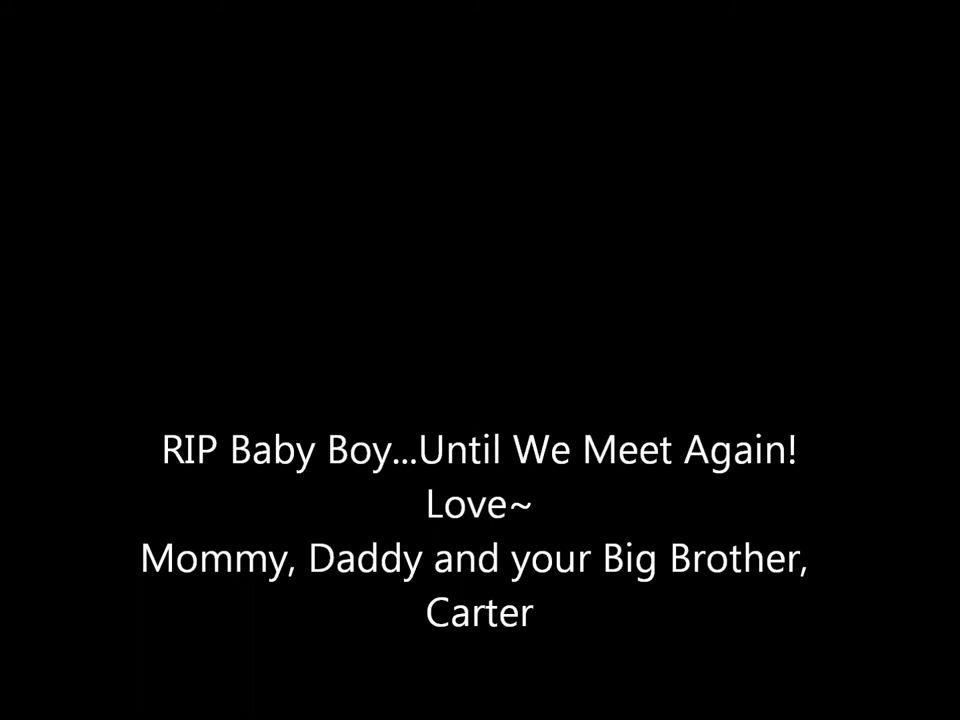 RIP Baby Boy...Until We Meet Again!
Love~
Mommy, Daddy and your Big Brother,
Carter